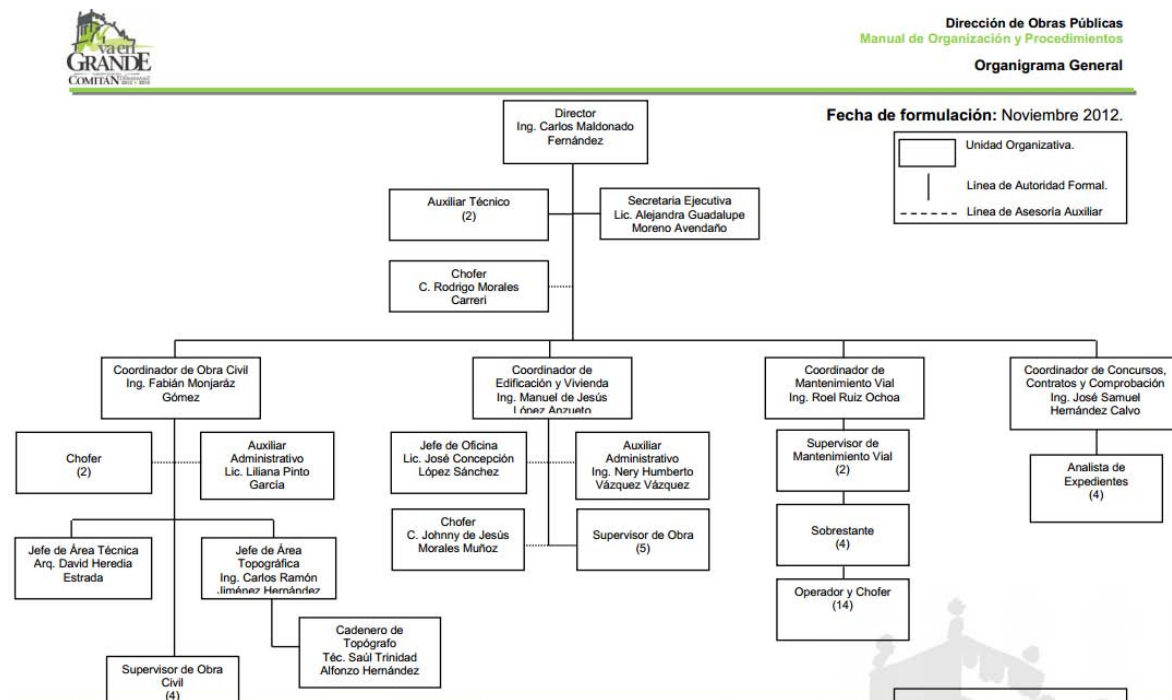 va en
GRANDE
COMITÁN
Dirección de Obras Públicas
Manual de Organización y Procedimientos
Organigrama General
Fecha de formulación: Noviembre 2012.
Unidad Organizativa.
Línea de Autoridad Formal.
Línea de Asesoría Auxiliar
Director
Ing. Carlos Maldonado
Fernández
Auxiliar Técnico
(2)
Secretaria Ejecutiva
Lic. Alejandra Guadalupe
Moreno Avendaño
Chofer
C. Rodrigo Morales
Carreri
Coordinador de Obra Civil
Ing. Fabián Monjaráz
Gómez
Coordinador de
Edificación y Vivienda
Ing. Manuel de Jesús
López Anzueto
Coordinador de
Mantenimiento Vial
Ing. Roel Ruiz Ochoa
Coordinador de Concursos,
Contratos y Comprobación
Ing. José Samuel
Hernández Calvo
Chofer
(2)
Auxiliar
Administrativo
Lic. Liliana Pinto
García
Jefe de Oficina
Lic. José Concepción
López Sánchez
Auxiliar
Administrativo
Ing. Nery Humberto
Vázquez Vázquez
Supervisor de
Mantenimiento Vial
(2)
Analista de
Expedientes
(4)
Jefe de Área Técnica
Arq. David Heredia
Estrada
Jefe de Área
Topográfica
Ing. Carlos Ramón
Jiménez Hernández
Chofer
C. Johnny de Jesús
Morales Muñoz
Supervisor de Obra
(5)
Sobrestante
(4)
Operador y Chofer
(14)
Cadenero de
Topógrafo
Téc. Saúl Trinidad
Alfonzo Hernández
Supervisor de Obra
Civil
(4)